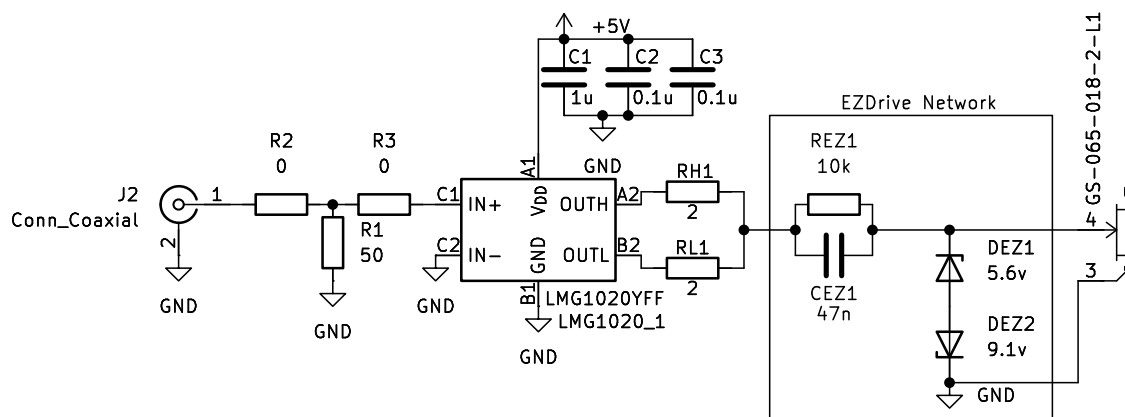 +5V
C1
C2
C3
1u
0.1u
0.1u
GND
EZDrive Network
GS-065-018-2-L1
REZ1
10k
R2
0
R3
0
J2
Conn_Coaxial
1
2
GND
R1
50
GND
C1
C2
GND
A1
IN+
IN-
VDD
GND
OUTH
OUTL
A2
B2
B1
LMG1020YFF
LMG1020_1
GND
RH1
2
RL1
2
CEZ1
47n
DEZ1
5.6v
DEZ2
9.1v
GND
4
3